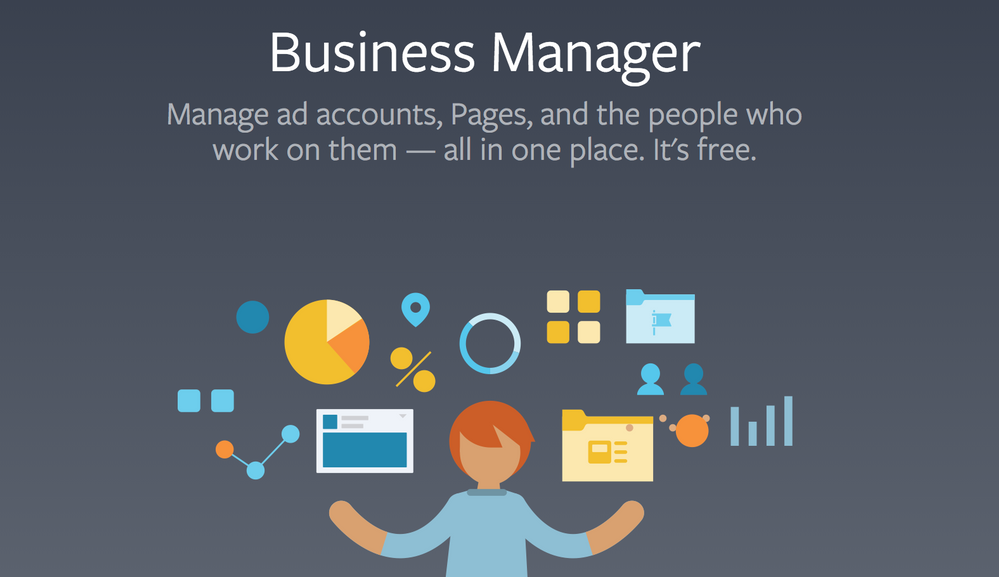 Business Manager
Manage ad accounts, Pages, and the people who
work on them — all in one place. It's free.